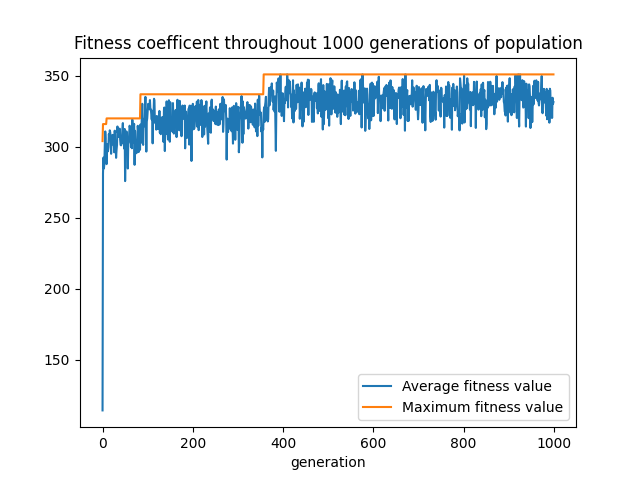 Fitness coefficent throughout 1000 generations of population
350
300
250
200
150
0 200 400 600 800 1000
generation
Average fitness value
Maximum fitness value